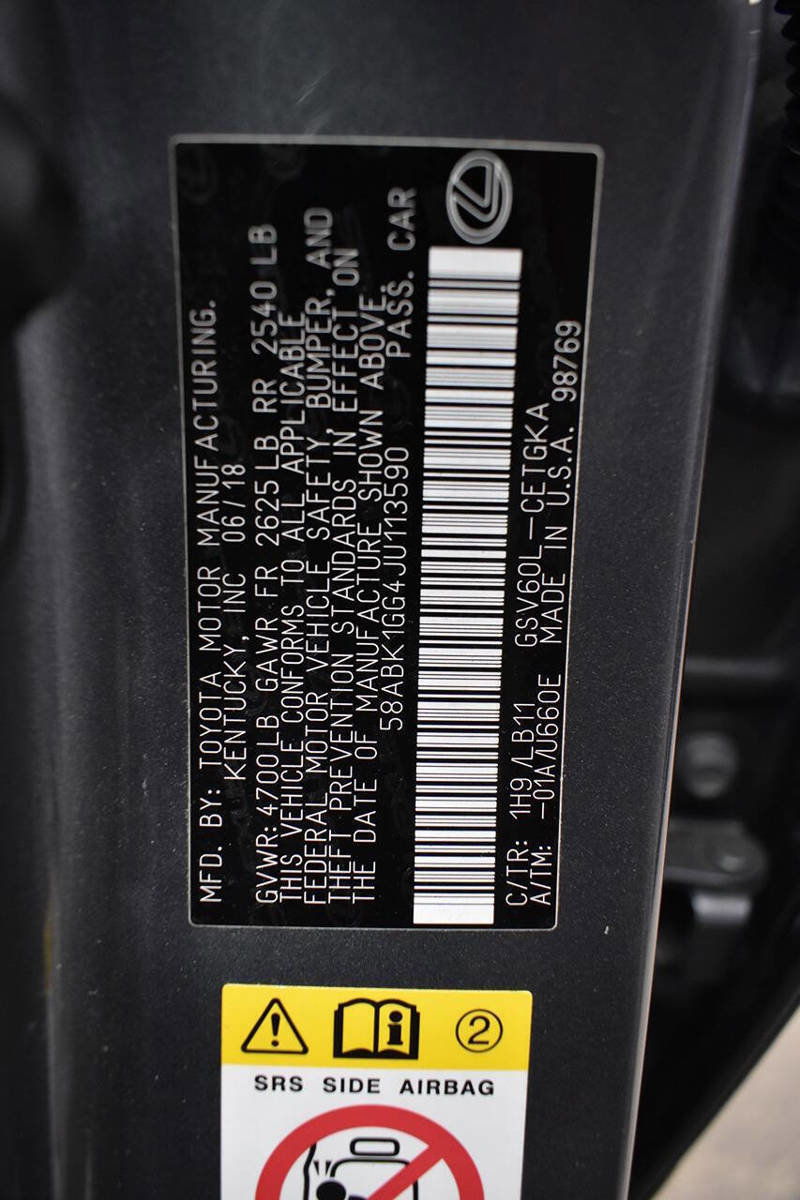 MFD. BY: TOYOTA MOTOR MANUFACTURING.
KENTUCKY, INC 06/18
GVWR: 4700LB GAWR FR 2625LB RR 2540 LB
THIS VEHICLE CONFORMS TO ALL APPLICABLE
FEDERAL MOTOR VEHICLE SAFETY, BUMPER, AND
THEFT PREVENTION STANDARDS IN EFFECT ON
THE DATE OF MANUFACTURE SHOWN ABOVE.
58ABK1GG4JU113590 PASS. CAR
C/TR: 1H9 /LB11 GSV60L-CETGKA
A/TM: -01A/U660E MADE IN U.S.A. 98769
2
SRS SIDE AIRBAG